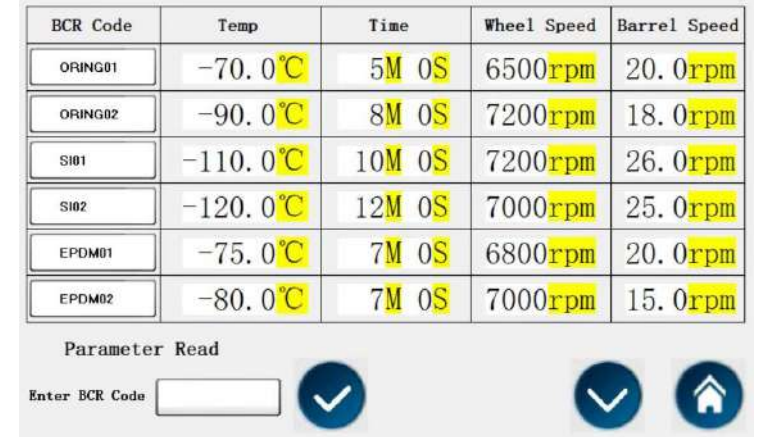 BCR Code Temp Time Wheel Speed Barrel Speed
ORING01 -70.0℃ 5M 0S 6500rpm 20.0rpm
ORING02 -90.0℃ 8M 0S 7200rpm 18.0rpm
SI01 -110.0℃ 10M 0S 7200rpm 26.0rpm
SI02 -120.0℃ 12M 0S 7000rpm 25.0rpm
EPDM01 -75.0℃ 7M 0S 6800rpm 20.0rpm
EPDM02 -80.0℃ 7M 0S 7000rpm 15.0rpm
Parameter Read
Enter BCR Code